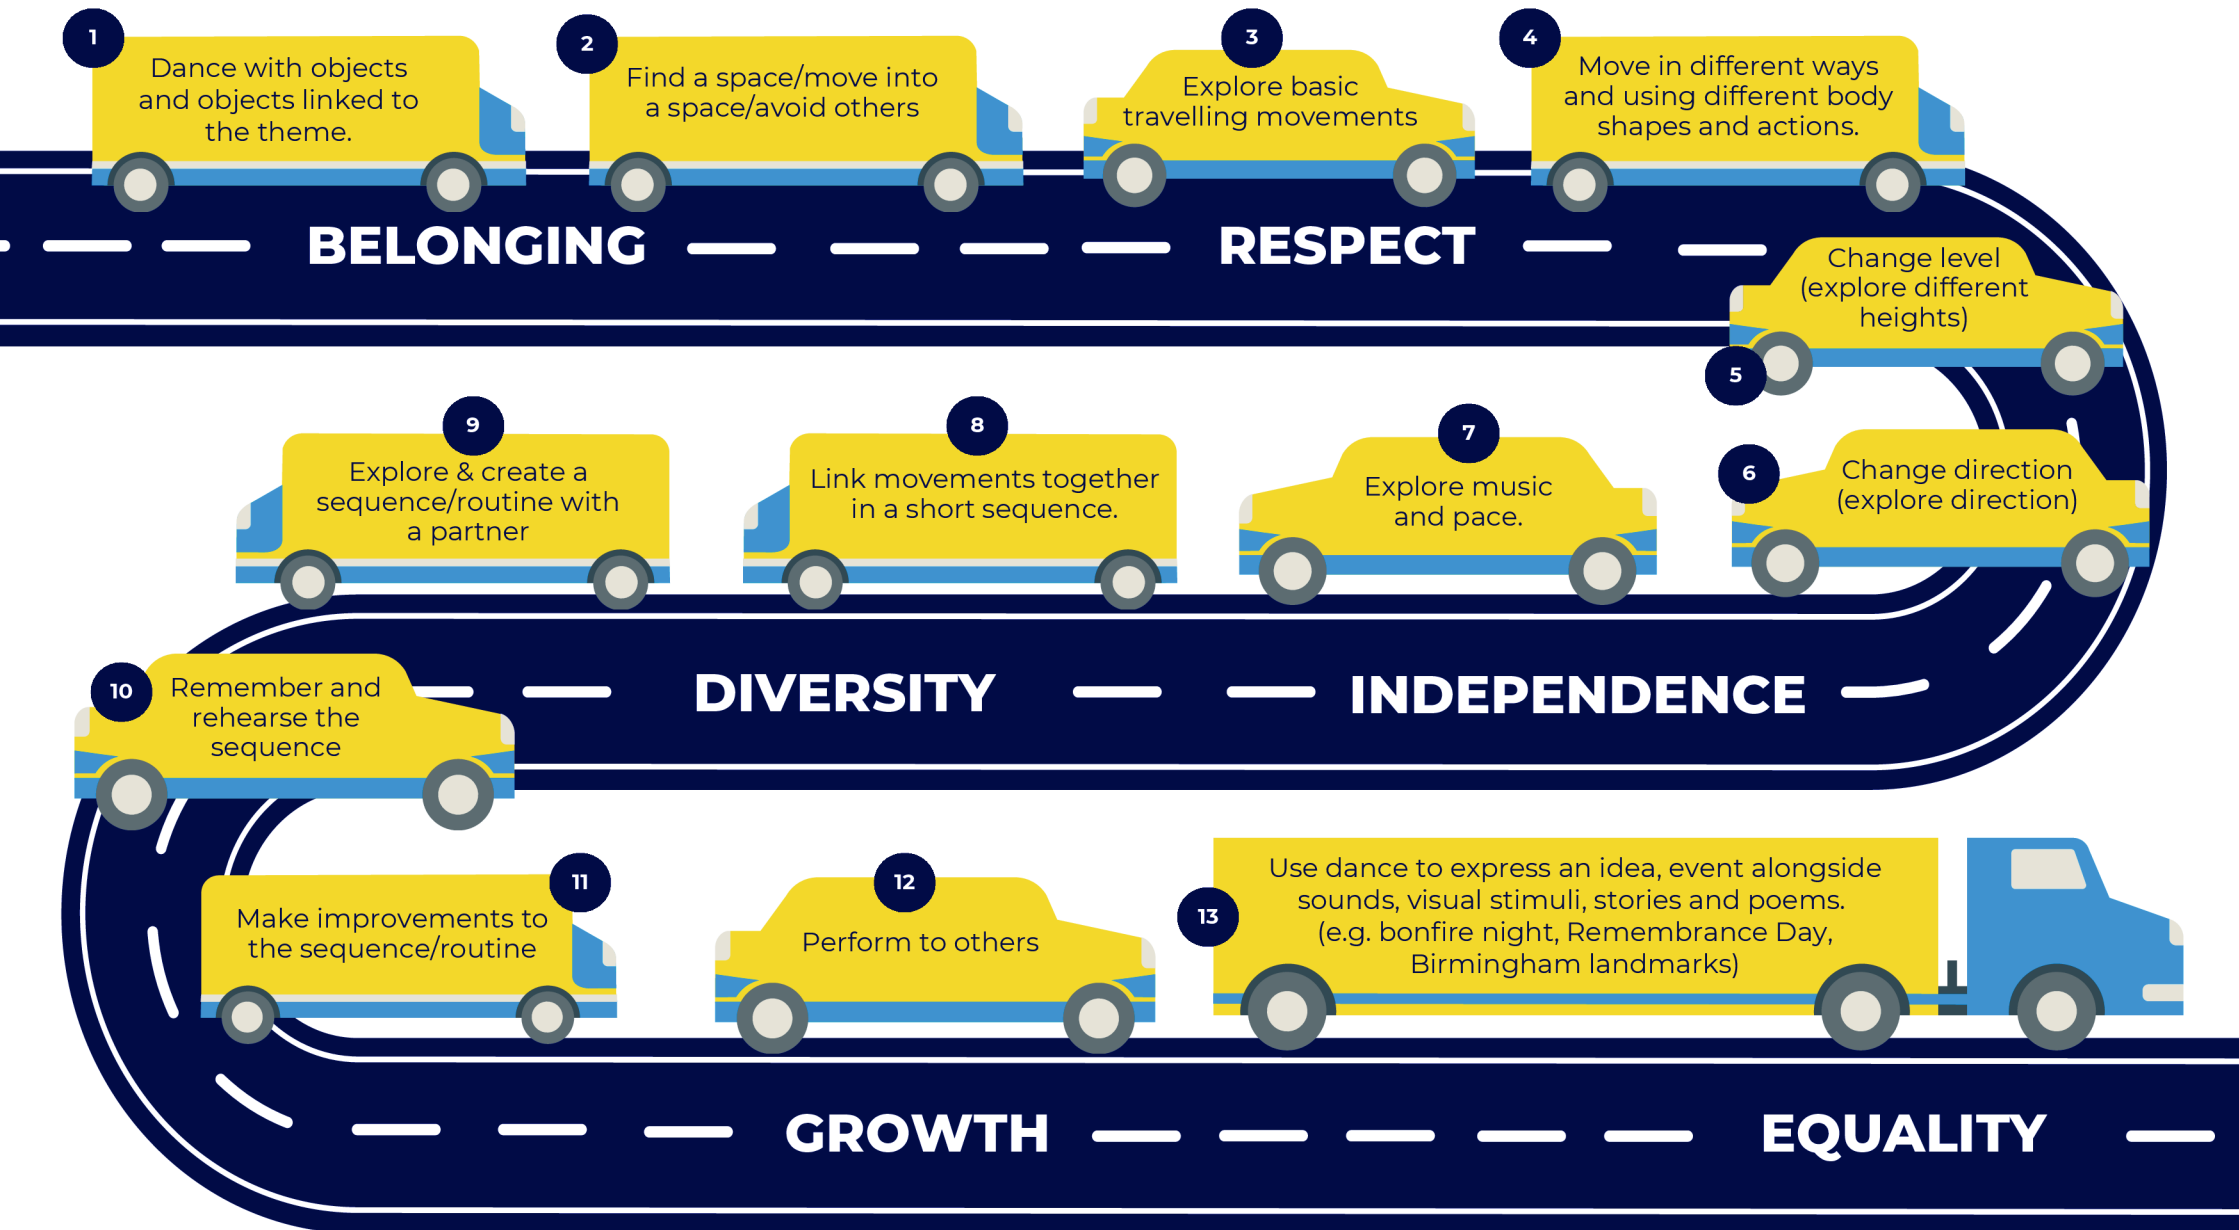 1
Dance with objects
and objects linked to
the theme.
2
Find a space/move into
a space/avoid others
3
Explore basic
travelling movements
4
Move in different ways
and using different body
shapes and actions.
BELONGING
RESPECT
5
Change level
(explore different
heights)
6
Change direction
(explore direction)
7
Explore music
and pace.
8
Link movements together
in a short sequence.
9
Explore & create a
sequence/routine with
a partner
DIVERSITY
INDEPENDENCE
10
Remember and
rehearse the
sequence
11
Make improvements to
the sequence/routine
12
Perform to others
13
Use dance to express an idea, event alongside
sounds, visual stimuli, stories and poems.
(e.g. bonfire night, Remembrance Day,
Birmingham landmarks)
GROWTH
EQUALITY